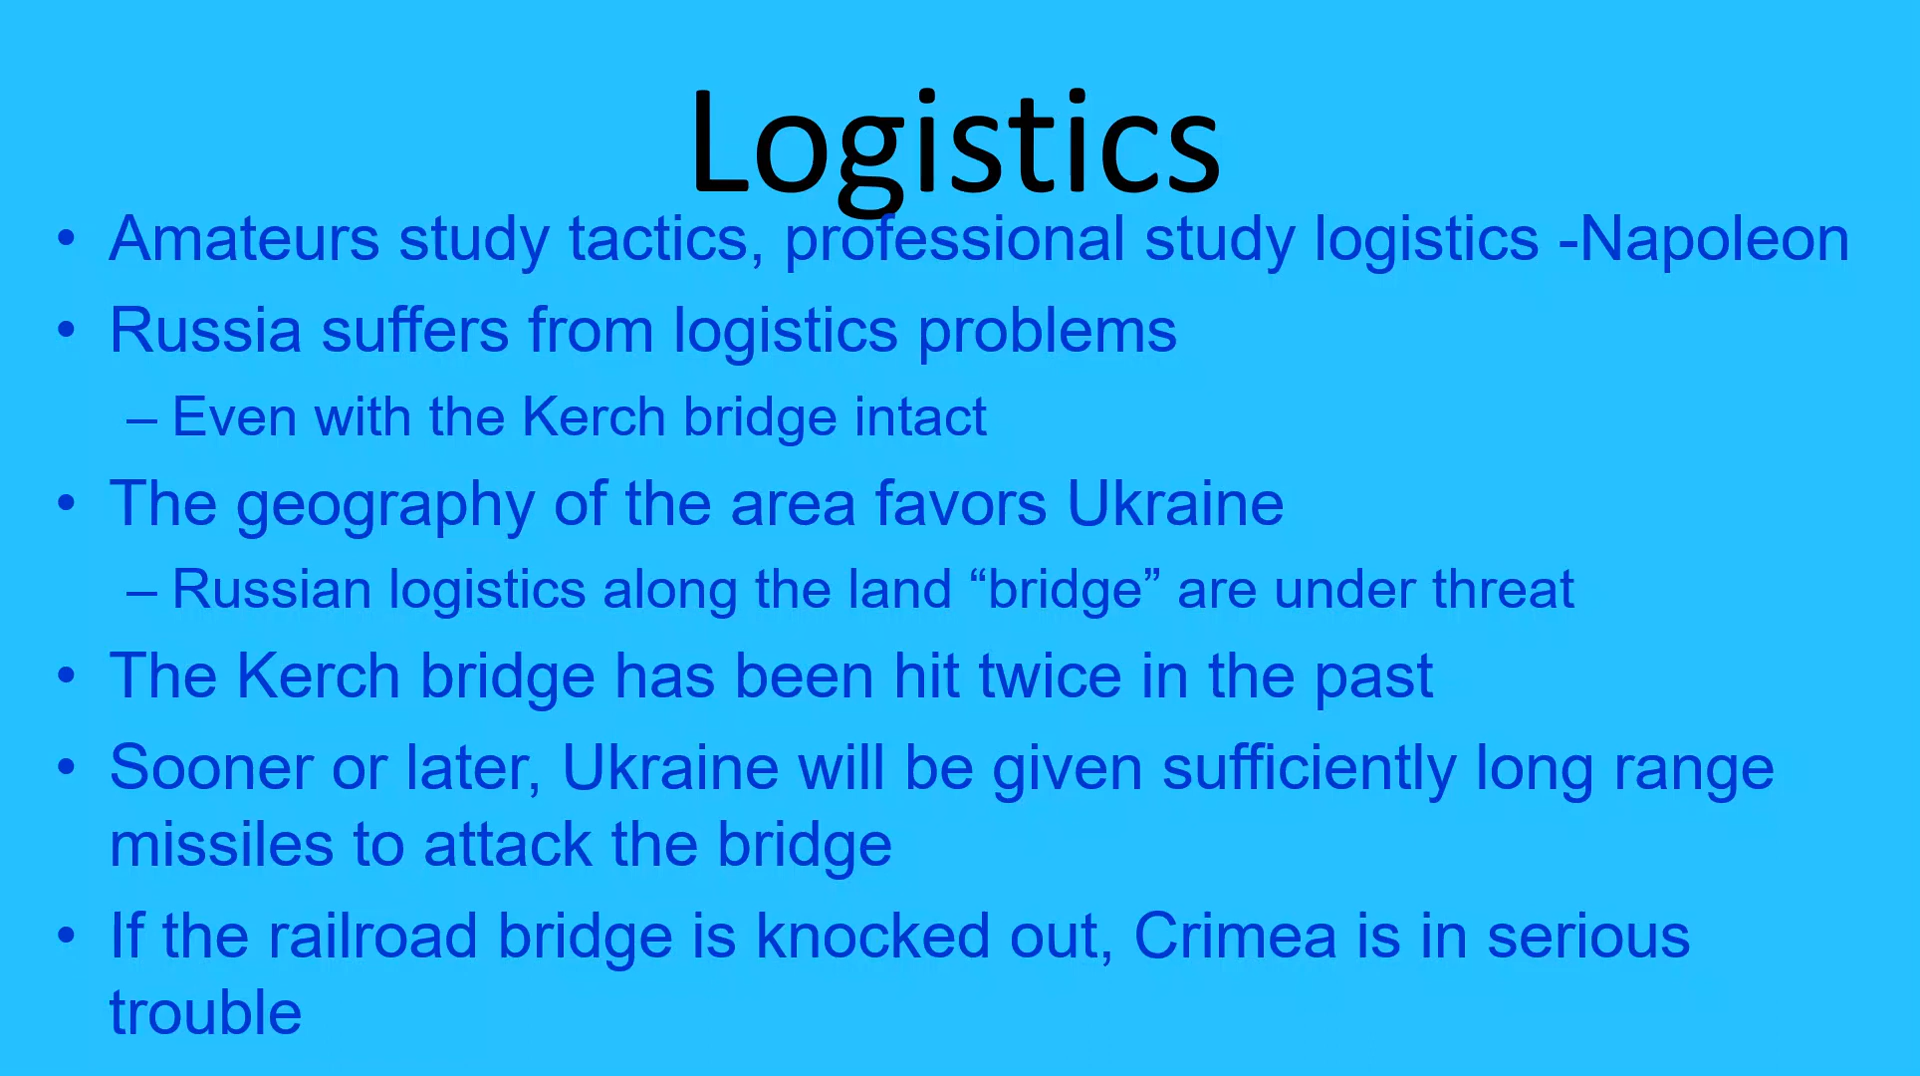 Logistics
• Amateurs study tactics, professional study logistics -Napoleon
• Russia suffers from logistics problems
– Even with the Kerch bridge intact
• The geography of the area favors Ukraine
– Russian logistics along the land “bridge” are under threat
• The Kerch bridge has been hit twice in the past
• Sooner or later, Ukraine will be given sufficiently long range
missiles to attack the bridge
• If the railroad bridge is knocked out, Crimea is in serious
trouble